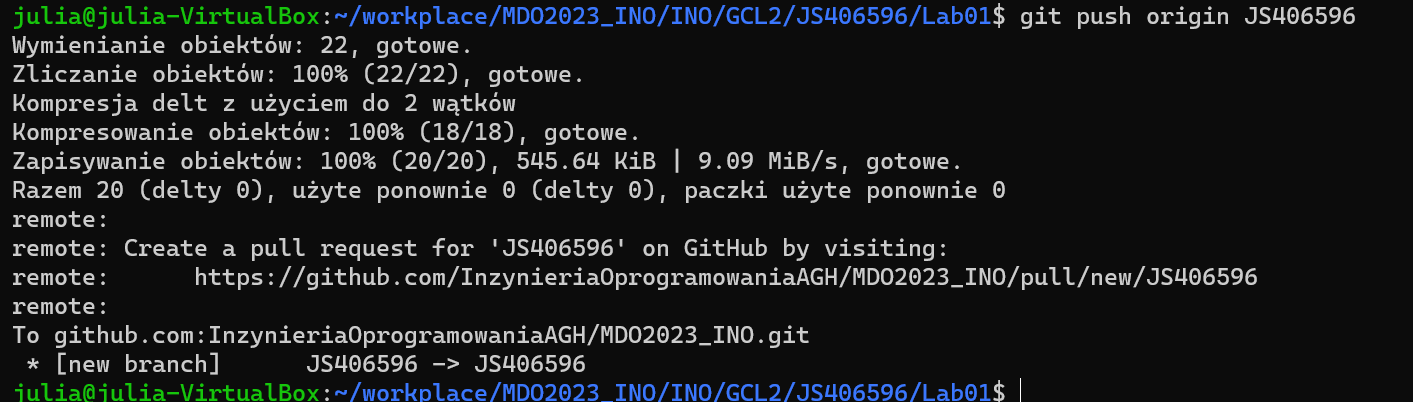 julia@julia-VirtualBox:~/workplace/MDO2023_INO/INO/GCL2/JS406596/Lab01$ git push origin JS406596
Wymienianie obiektów: 22, gotowe.
Zliczanie obiektów: 100% (22/22), gotowe.
Kompresja delt z użyciem do 2 wątków
Kompresowanie obiektów: 100% (18/18), gotowe.
Zapisywanie obiektów: 100% (20/20), 545.64 KiB | 9.09 MiB/s, gotowe.
Razem 20 (delty 0), użyte ponownie 0 (delty 0), paczki użyte ponownie 0
remote:
remote: Create a pull request for 'JS406596' on GitHub by visiting:
remote:      https://github.com/InzynieriaOprogramowaniaAGH/MDO2023_INO/pull/new/JS406596
remote:
To github.com:InzynieriaOprogramowaniaAGH/MDO2023_INO.git
 * [new branch]      JS406596 -> JS406596
julia@julia-VirtualBox:~/workplace/MDO2023_INO/INO/GCL2/JS406596/Lab01$